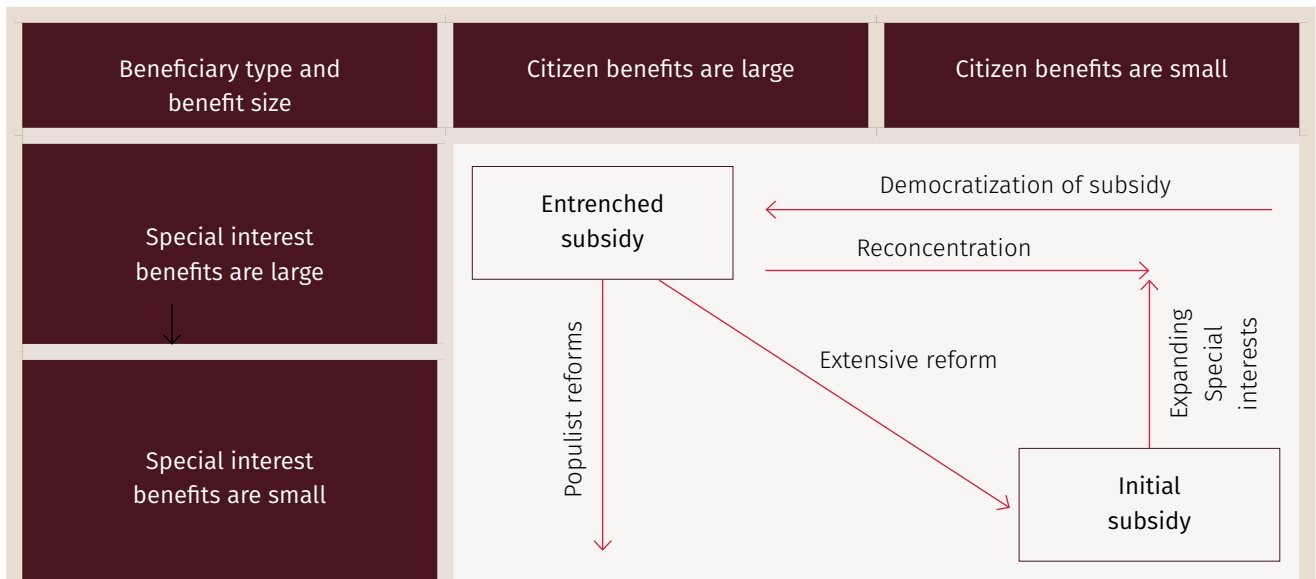 Beneficiary type and
benefit size
Citizen benefits are large
Citizen benefits are small
Special interest
benefits are large
Entrenched
subsidy
Democratization of subsidy
Reconcentration
Populist reforms
Extensive reform
Expanding
Special
interests
Special interest
benefits are small
Initial
subsidy